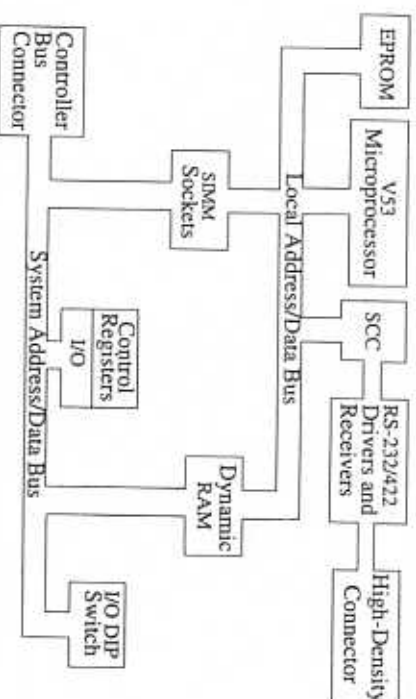 EPROM
V53
Microprocessor
SCC
RS-232/422
Drivers and
Receivers
High-Density
Connector
Local Address/Data Bus
SIMM
Sockets
Dynamic
RAM
Control
Registers
I/O
Controller
Bus
Connector
System Address/Data Bus
I/O DIP
Switch